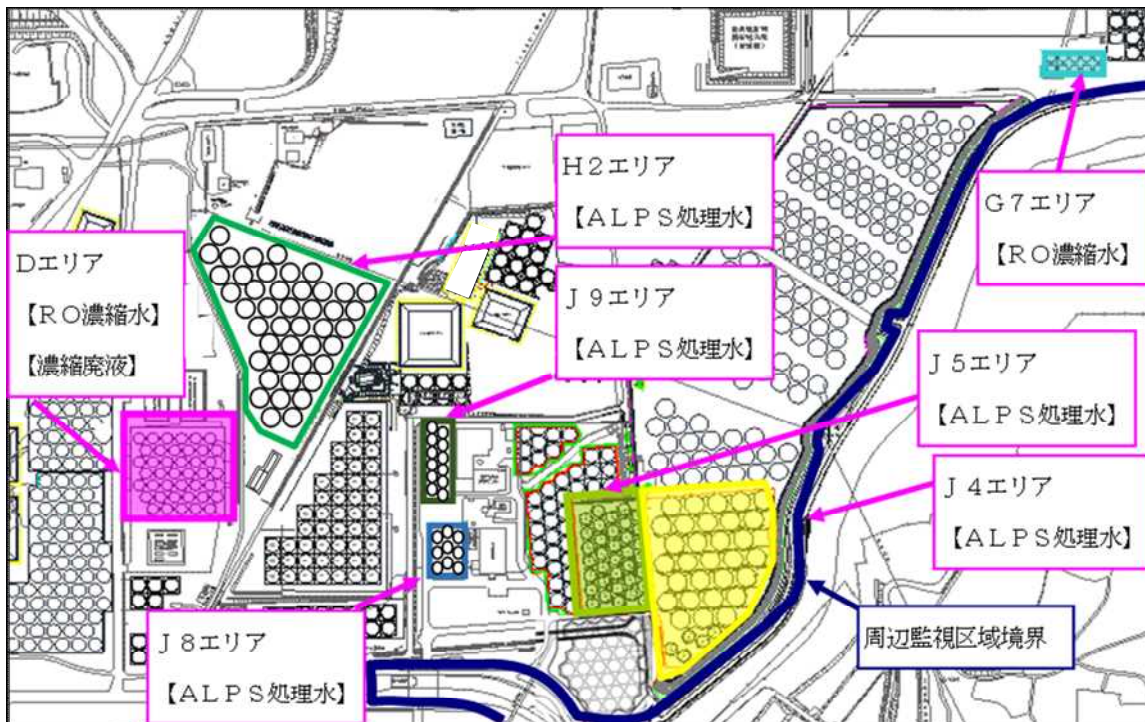 H2エリア
【ALPS処理水】
G7エリア
【RO濃縮水】
Dエリア
【RO濃縮水】
【濃縮廃液】
J9エリア
【ALPS処理水】
J5エリア
【ALPS処理水】
J4エリア
【ALPS処理水】
J8エリア
【ALPS処理水】
周辺監視区域境界